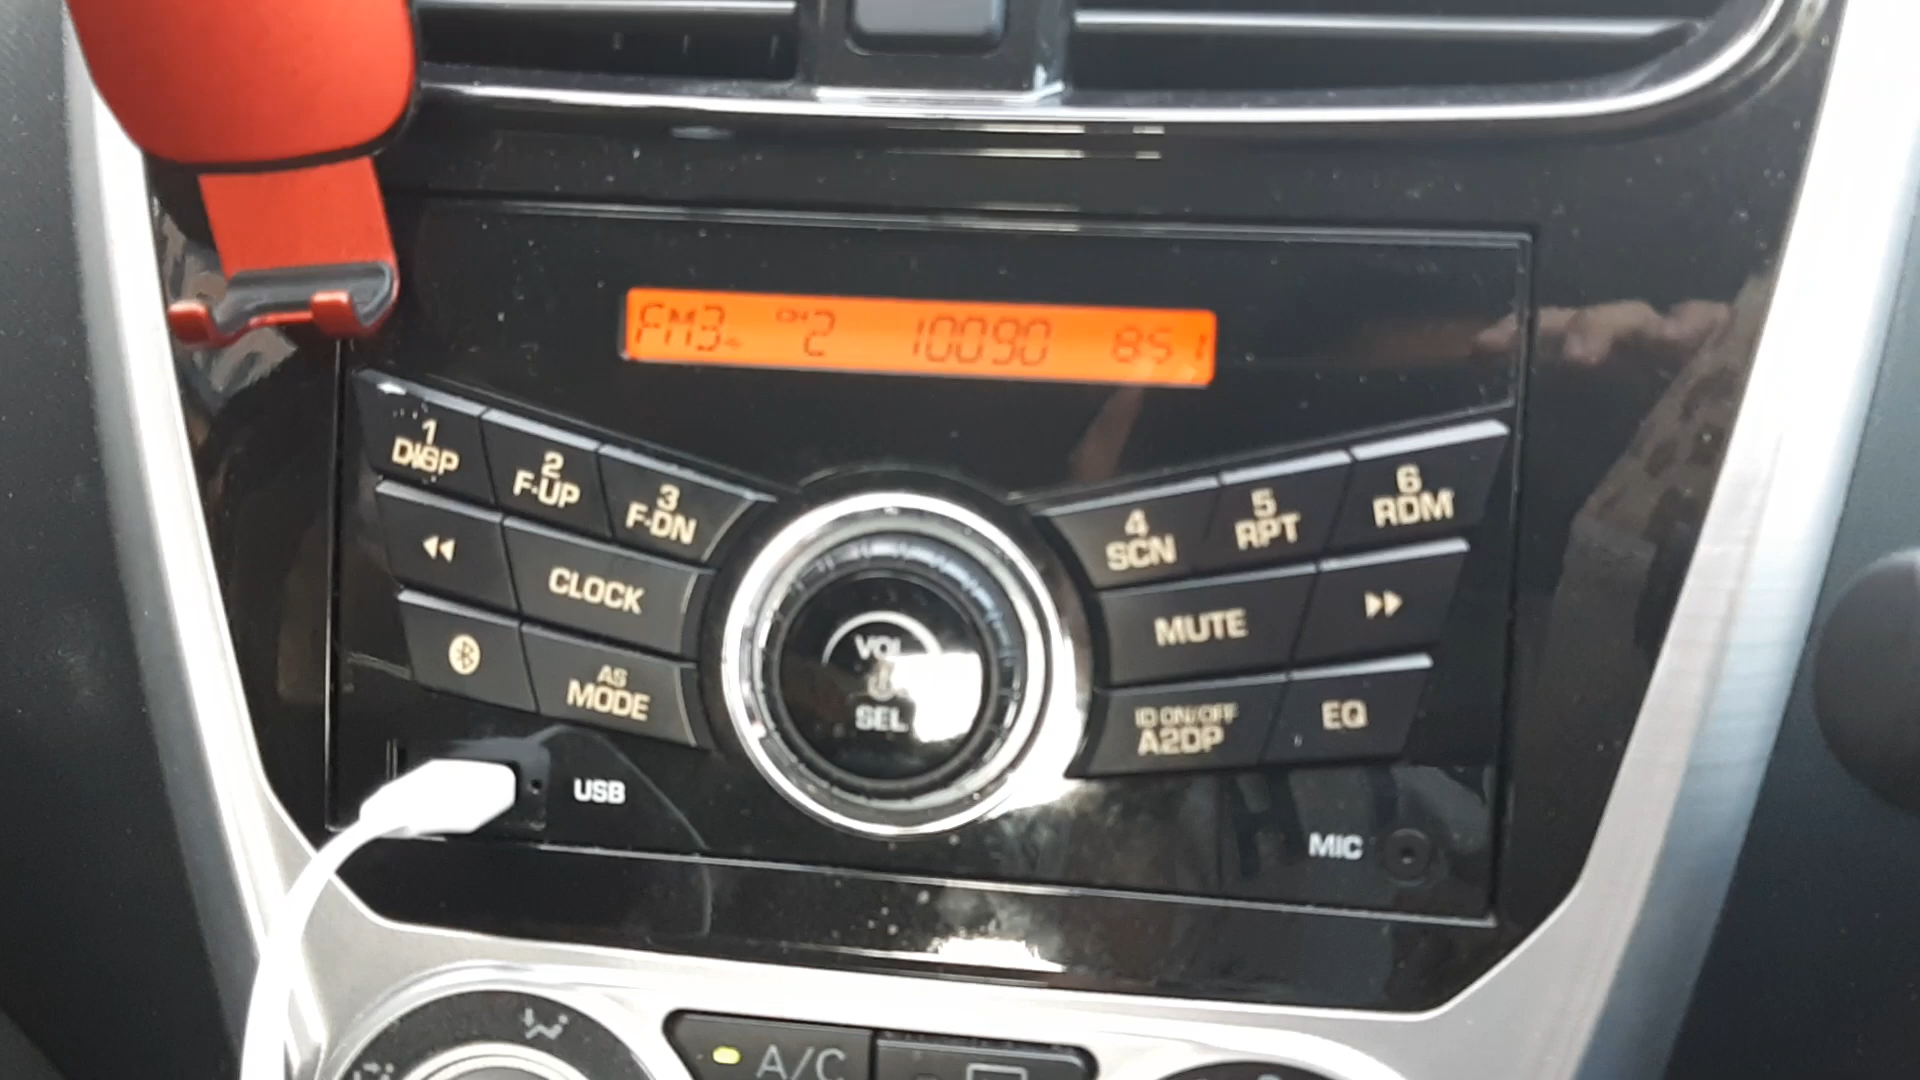 FM3 CH2 10090 8:51
1
DISP
2
F-UP
3
F-DN
4
SCN
5
RPT
6
RDM
CLOCK
AS
MODE
VOL
SEL
MUTE
ID ON/OFF
A2DP
EQ
USB
MIC
A/C